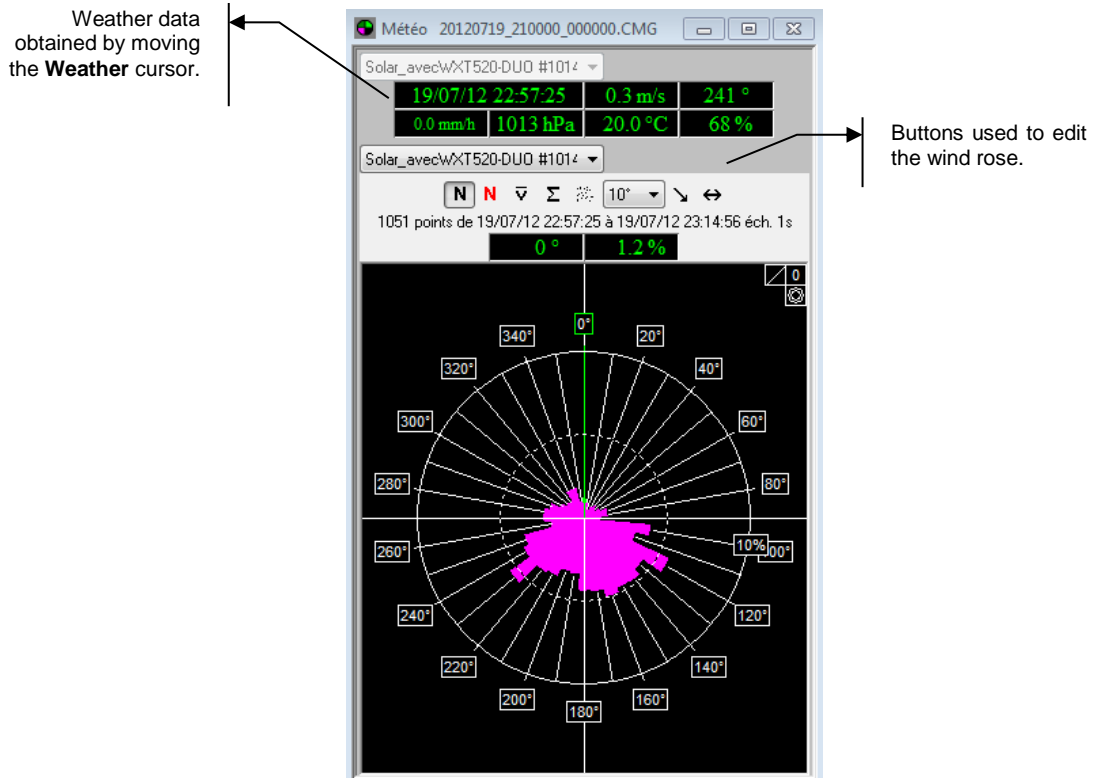 Weather data
obtained by moving
the Weather cursor.
Météo 20120719_210000_000000.CMG
Solar_avecWXT520-DUO #1014
19/07/12 22:57:25 0.3 m/s 241 °
0.0 mm/h 1013 hPa 20.0 °C 68 %
Buttons used to edit
the wind rose.
Solar_avecWXT520-DUO #1014
N N v Σ 10°
1051 points de 19/07/12 22:57:25 à 19/07/12 23:14:56 éch. 1s
0 ° 1.2 %
0
0°
340° 20°
320° 40°
300° 60°
280° 80°
260° 10% 00°
240° 120°
220° 140°
200° 160°
180°